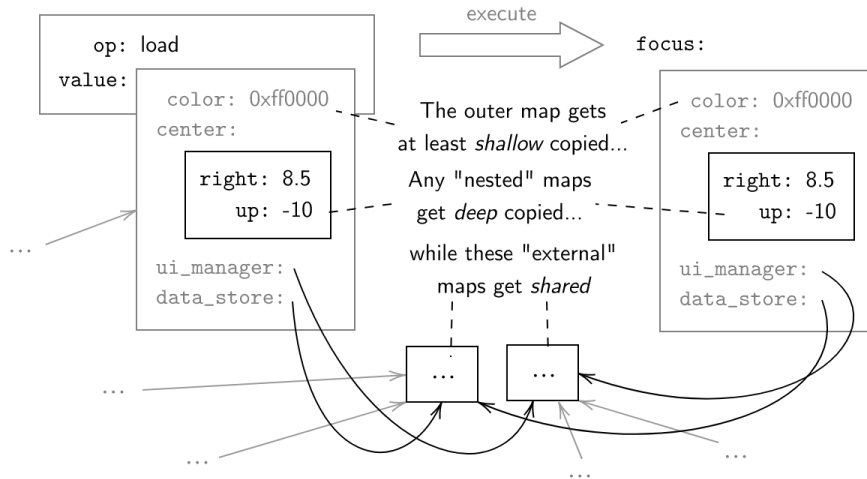 execute
op: load
focus:
value:
color: 0xff0000
center:
right: 8.5
up: -10
ui_manager:
data_store:
The outer map gets
at least shallow copied...
Any "nested" maps
get deep copied...
while these "external"
maps get shared
color: 0xff0000
center:
right: 8.5
up: -10
ui_manager:
data_store:
...
...
...
...
...
...
...